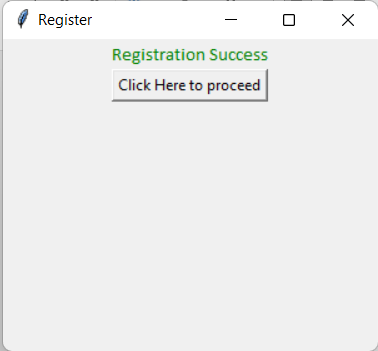 Register
Registration Success
Click Here to proceed